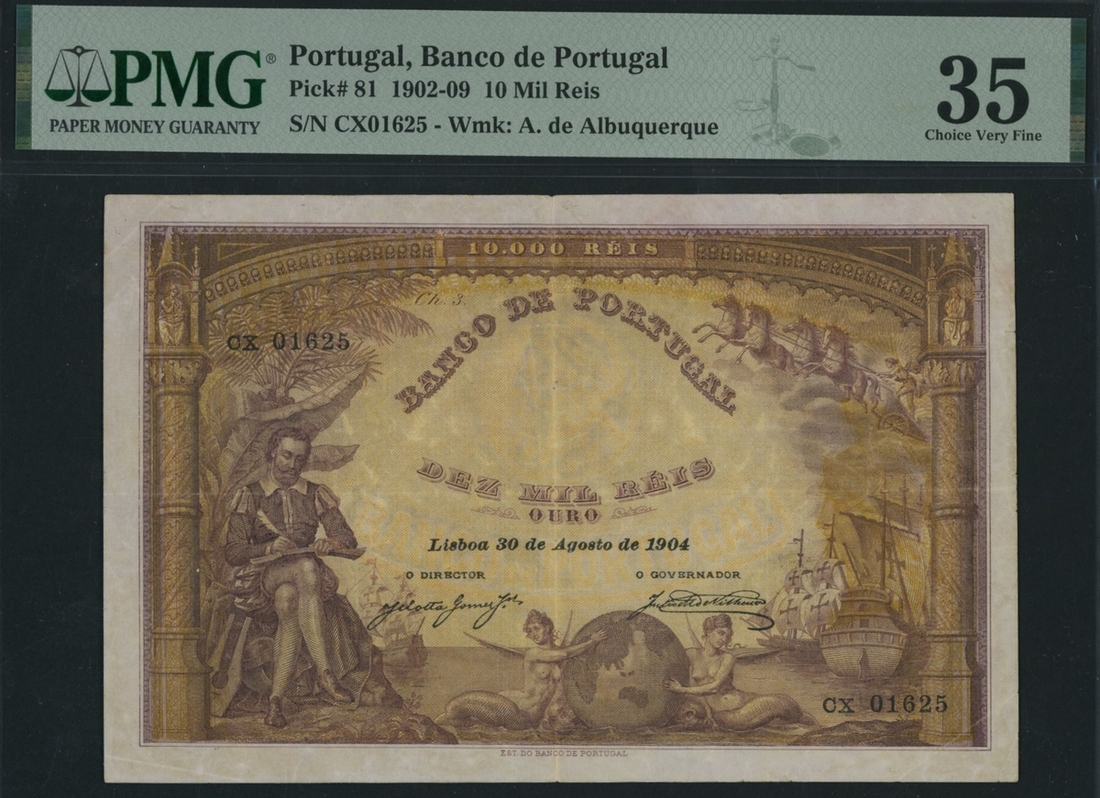 PMG®
PAPER MONEY GUARANTY
Portugal, Banco de Portugal
Pick# 81 1902-09 10 Mil Reis
S/N CX01625 - Wmk: A. de Albuquerque
35
Choice Very Fine
10.000 RÉIS
Ch. 3.
BANCO DE PORTUGAL
CX 01625
DEZ MIL RÉIS
OURO
Lisboa 30 de Agosto de 1904
O DIRECTOR
O GOVERNADOR
CX 01625
EST. DO BANCO DE PORTUGAL